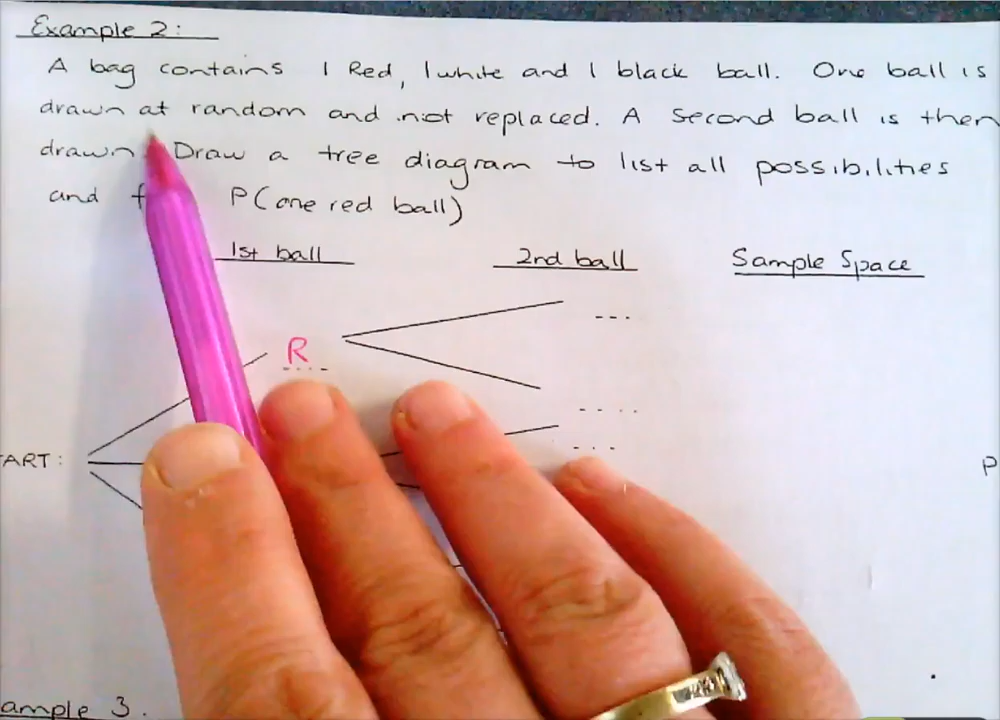 Example 2:
A bag contains 1 Red, 1 white and 1 black ball. One ball is
drawn at random and not replaced. A second ball is then
drawn Draw a tree diagram to list all possibilities
and P(one red ball)
1st ball 2nd ball Sample Space
R
ART:
P
ample 3.